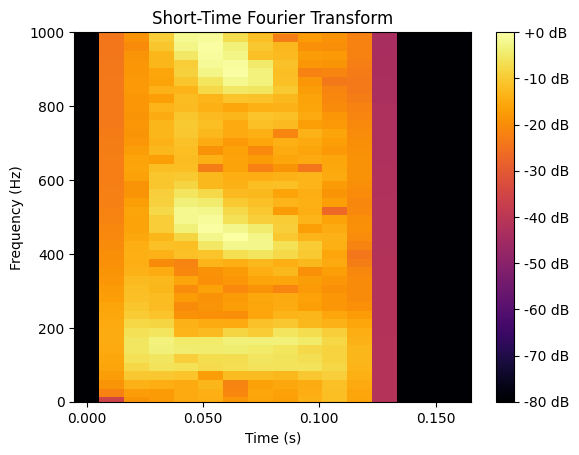 Short-Time Fourier Transform
Frequency (Hz)
1000
800
600
400
200
0
0.000
0.050
0.100
0.150
Time (s)
+0 dB
-10 dB
-20 dB
-30 dB
-40 dB
-50 dB
-60 dB
-70 dB
-80 dB